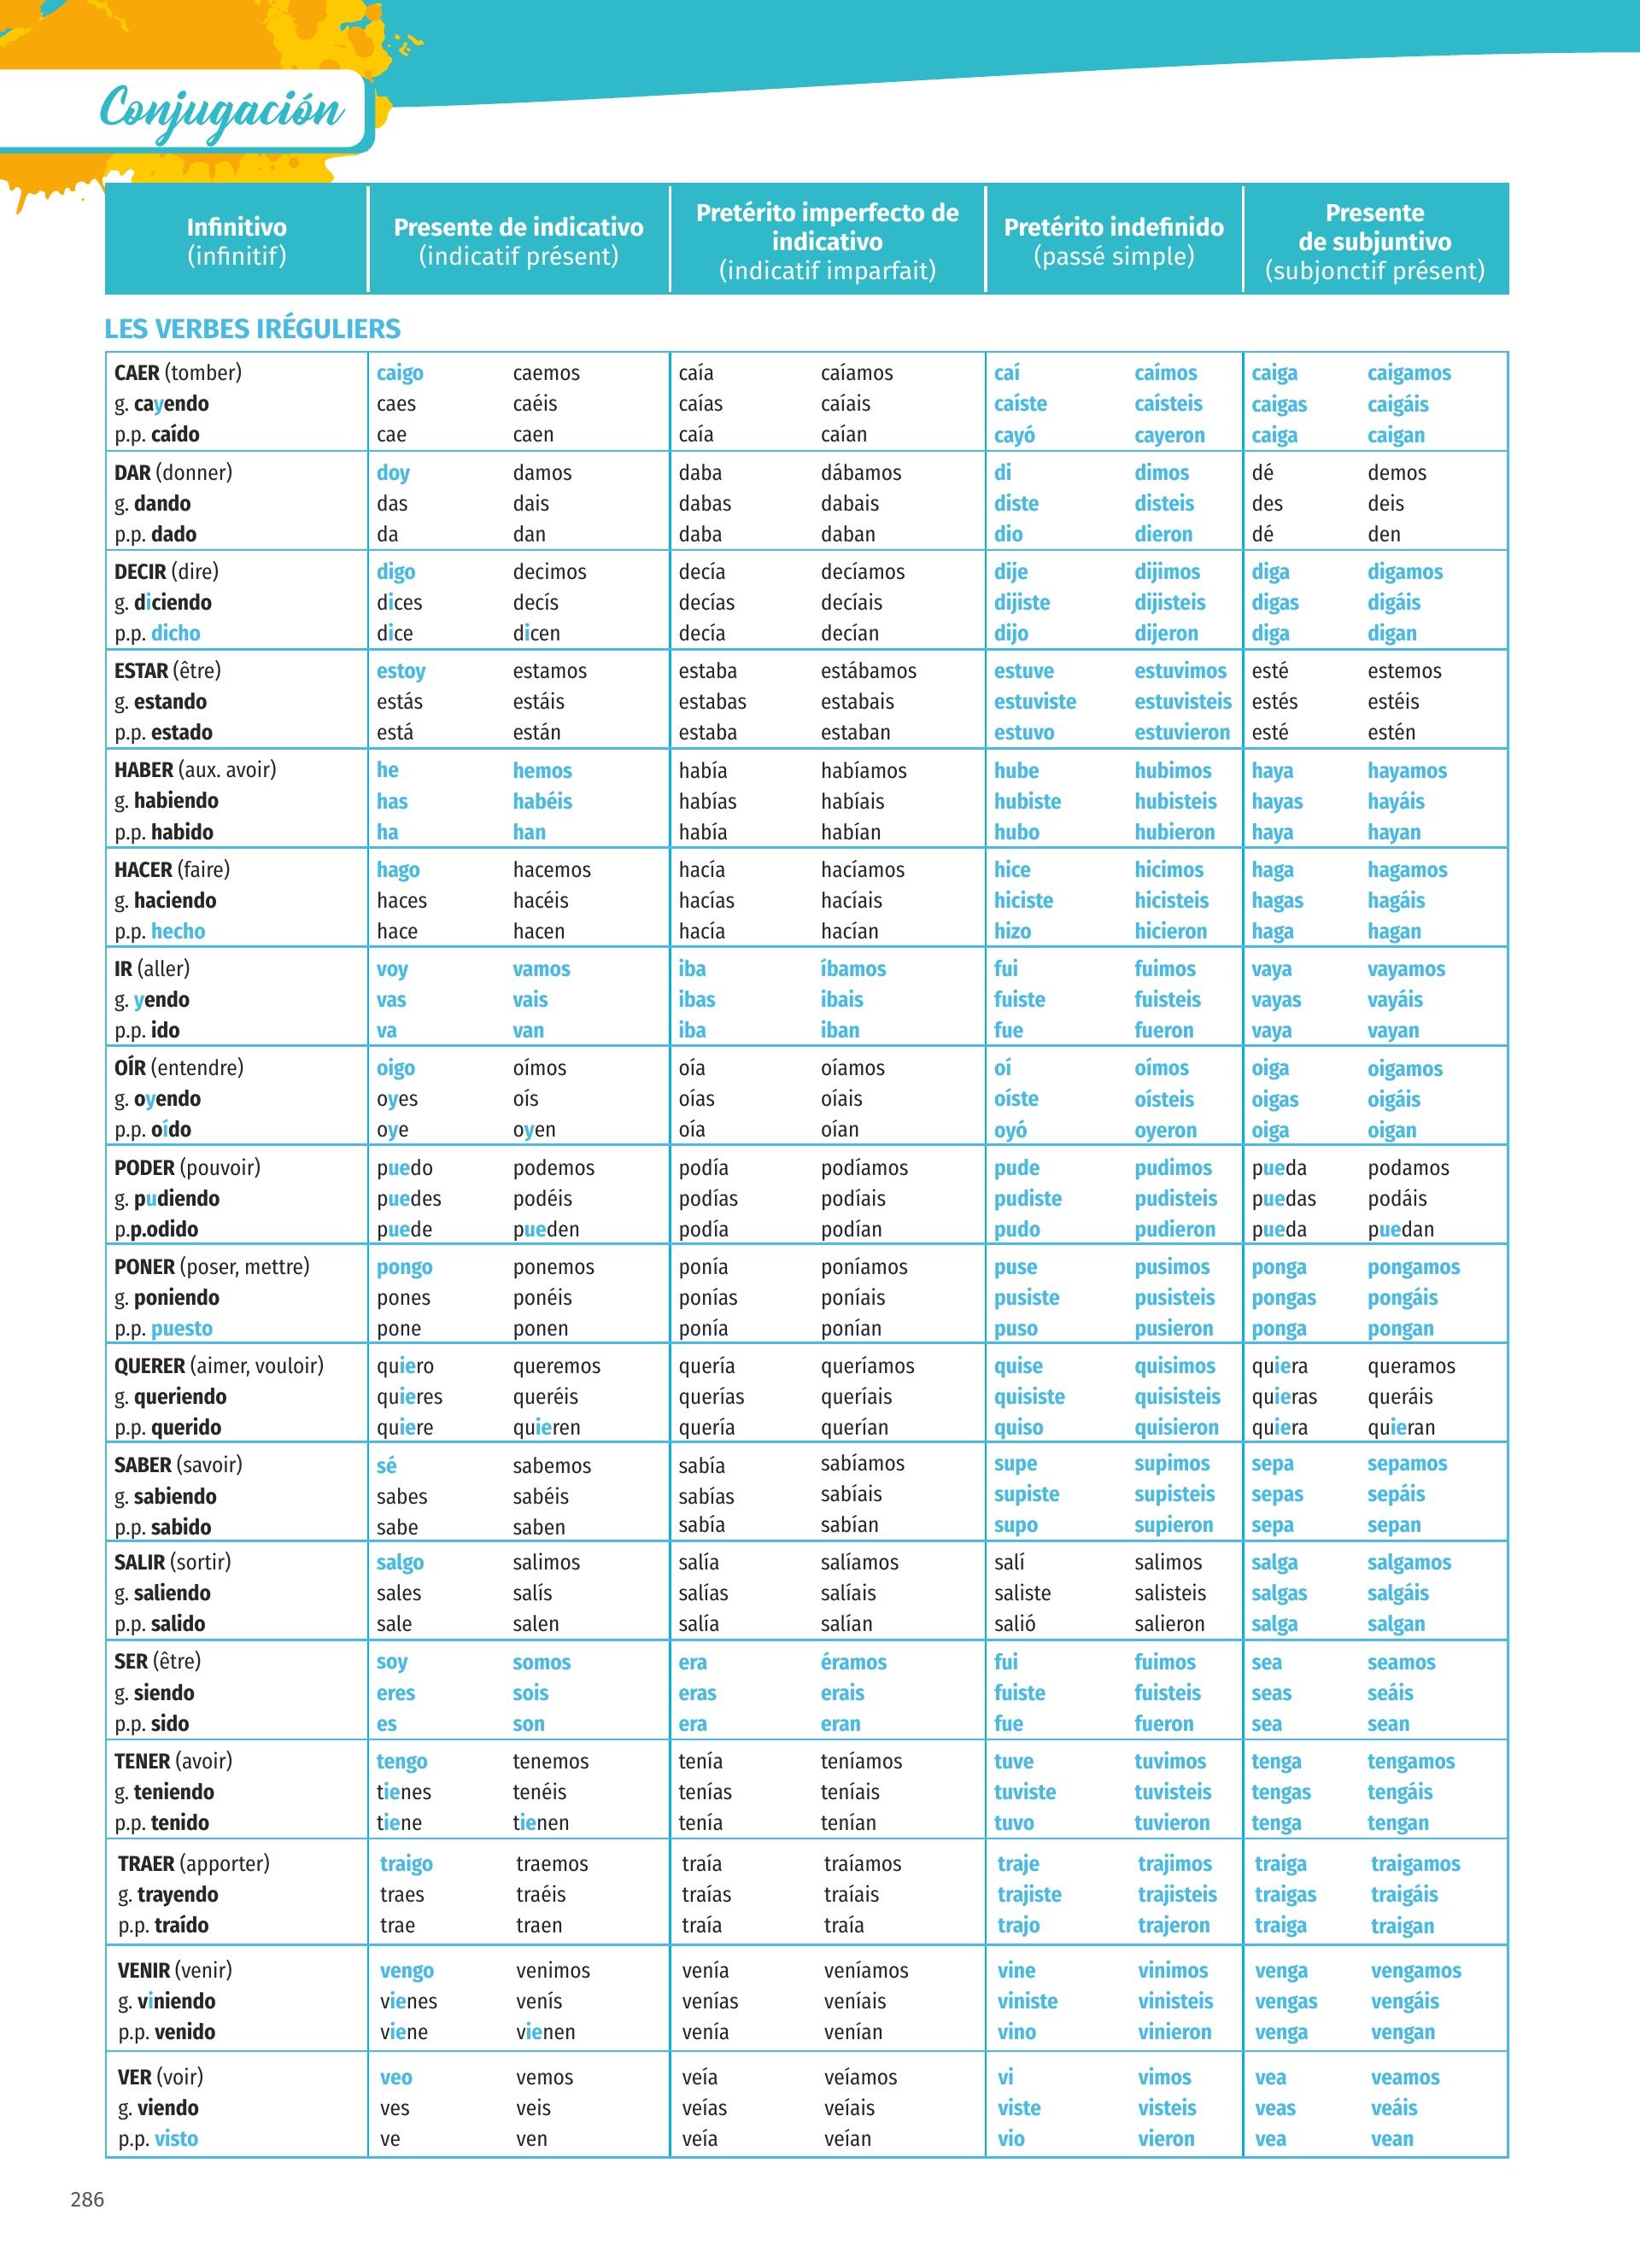 Conjugación
Infinitivo (infinitif) Presente de indicativo (indicatif présent) Pretérito imperfecto de indicativo (indicatif imparfait) Pretérito indefinido (passé simple) Presente de subjuntivo (subjonctif présent)
LES VERBES IRÉGULIERS
CAER (tomber) caigo caemos caía caíamos caí caímos caiga caigamos
g. cayendo caes caéis caías caíais caíste caísteis caigas caigáis
p.p. caído cae caen caía caían cayó cayeron caiga caigan
DAR (donner) doy damos daba dábamos di dimos dé demos
g. dando das dais dabas dabais diste disteis des deis
p.p. dado da dan daba daban dio dieron dé den
DECIR (dire) digo decimos decía decíamos dije dijimos diga digamos
g. diciendo dices decís decías decíais dijiste dijisteis digas digáis
p.p. dicho dice dicen decía decían dijo dijeron diga digan
ESTAR (être) estoy estamos estaba estábamos estuve estuvimos esté estemos
g. estando estás estáis estabas estabais estuviste estuvisteis estés estéis
p.p. estado está están estaba estaban estuvo estuvieron esté estén
HABER (aux. avoir) he hemos había habíamos hube hubimos haya hayamos
g. habiendo has habéis habías habíais hubiste hubisteis hayas hayáis
p.p. habido ha han había habían hubo hubieron haya hayan
HACER (faire) hago hacemos hacía hacíamos hice hicimos haga hagamos
g. haciendo haces hacéis hacías hacíais hiciste hicisteis hagas hagáis
p.p. hecho hace hacen hacía hacían hizo hicieron haga hagan
IR (aller) voy vamos iba íbamos fui fuimos vaya vayamos
g. yendo vas vais ibas ibais fuiste fuisteis vayas vayáis
p.p. ido va van iba iban fue fueron vaya vayan
OÍR (entendre) oigo oímos oía oíamos oí oímos oiga oigamos
g. oyendo oyes oís oías oíais oíste oísteis oigas oigáis
p.p. oído oye oyen oía oían oyó oyeron oiga oigan
PODER (pouvoir) puedo podemos podía podíamos pude pudimos pueda podamos
g. pudiendo puedes podéis podías podíais pudiste pudisteis puedas podáis
p.p.odido puede pueden podía podían pudo pudieron pueda puedan
PONER (poser, mettre) pongo ponemos ponía poníamos puse pusimos ponga pongamos
g. poniendo pones ponéis ponías poníais pusiste pusisteis pongas pongáis
p.p. puesto pone ponen ponía ponían puso pusieron ponga pongan
QUERER (aimer, vouloir) quiero queremos quería queríamos quise quisimos quiera queramos
g. queriendo quieres queréis querías queríais quisiste quisisteis quieras queráis
p.p. querido quiere quieren quería querían quiso quisieron quiera quieran
SABER (savoir) sé sabemos sabía sabíamos supe supimos sepa sepamos
g. sabiendo sabes sabéis sabías sabíais supiste supisteis sepas sepáis
p.p. sabido sabe saben sabía sabían supo supieron sepa sepan
SALIR (sortir) salgo salimos salía salíamos salí salimos salga salgamos
g. saliendo sales salís salías salíais saliste salisteis salgas salgáis
p.p. salido sale salen salía salían salió salieron salga salgan
SER (être) soy somos era éramos fui fuimos sea seamos
g. siendo eres sois eras erais fuiste fuisteis seas seáis
p.p. sido es son era eran fue fueron sea sean
TENER (avoir) tengo tenemos tenía teníamos tuve tuvimos tenga tengamos
g. teniendo tienes tenéis tenías teníais tuviste tuvisteis tengas tengáis
p.p. tenido tiene tienen tenía tenían tuvo tuvieron tenga tengan
TRAER (apporter) traigo traemos traía traíamos traje trajimos traiga traigamos
g. trayendo traes traéis traías traíais trajiste trajisteis traigas traigáis
p.p. traído trae traen traía traía trajo trajeron traiga traigan
VENIR (venir) vengo venimos venía veníamos vine vinimos venga vengamos
g. viniendo vienes venís venías veníais viniste vinisteis vengas vengáis
p.p. venido viene vienen venía venían vino vinieron venga vengan
VER (voir) veo vemos veía veíamos vi vimos vea veamos
g. viendo ves veis veías veíais viste visteis veas veáis
p.p. visto ve ven veía veían vio vieron vea vean
286